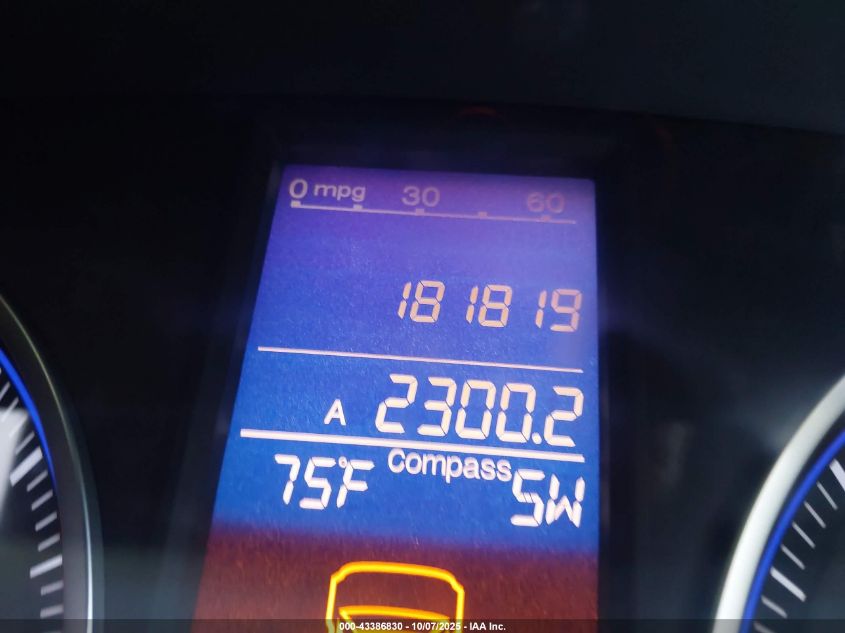 0 mpg 30 60
181819
A 2300.2
Compass
75°F SW
000-43386830 - 10/07/2025 - IAA Inc.